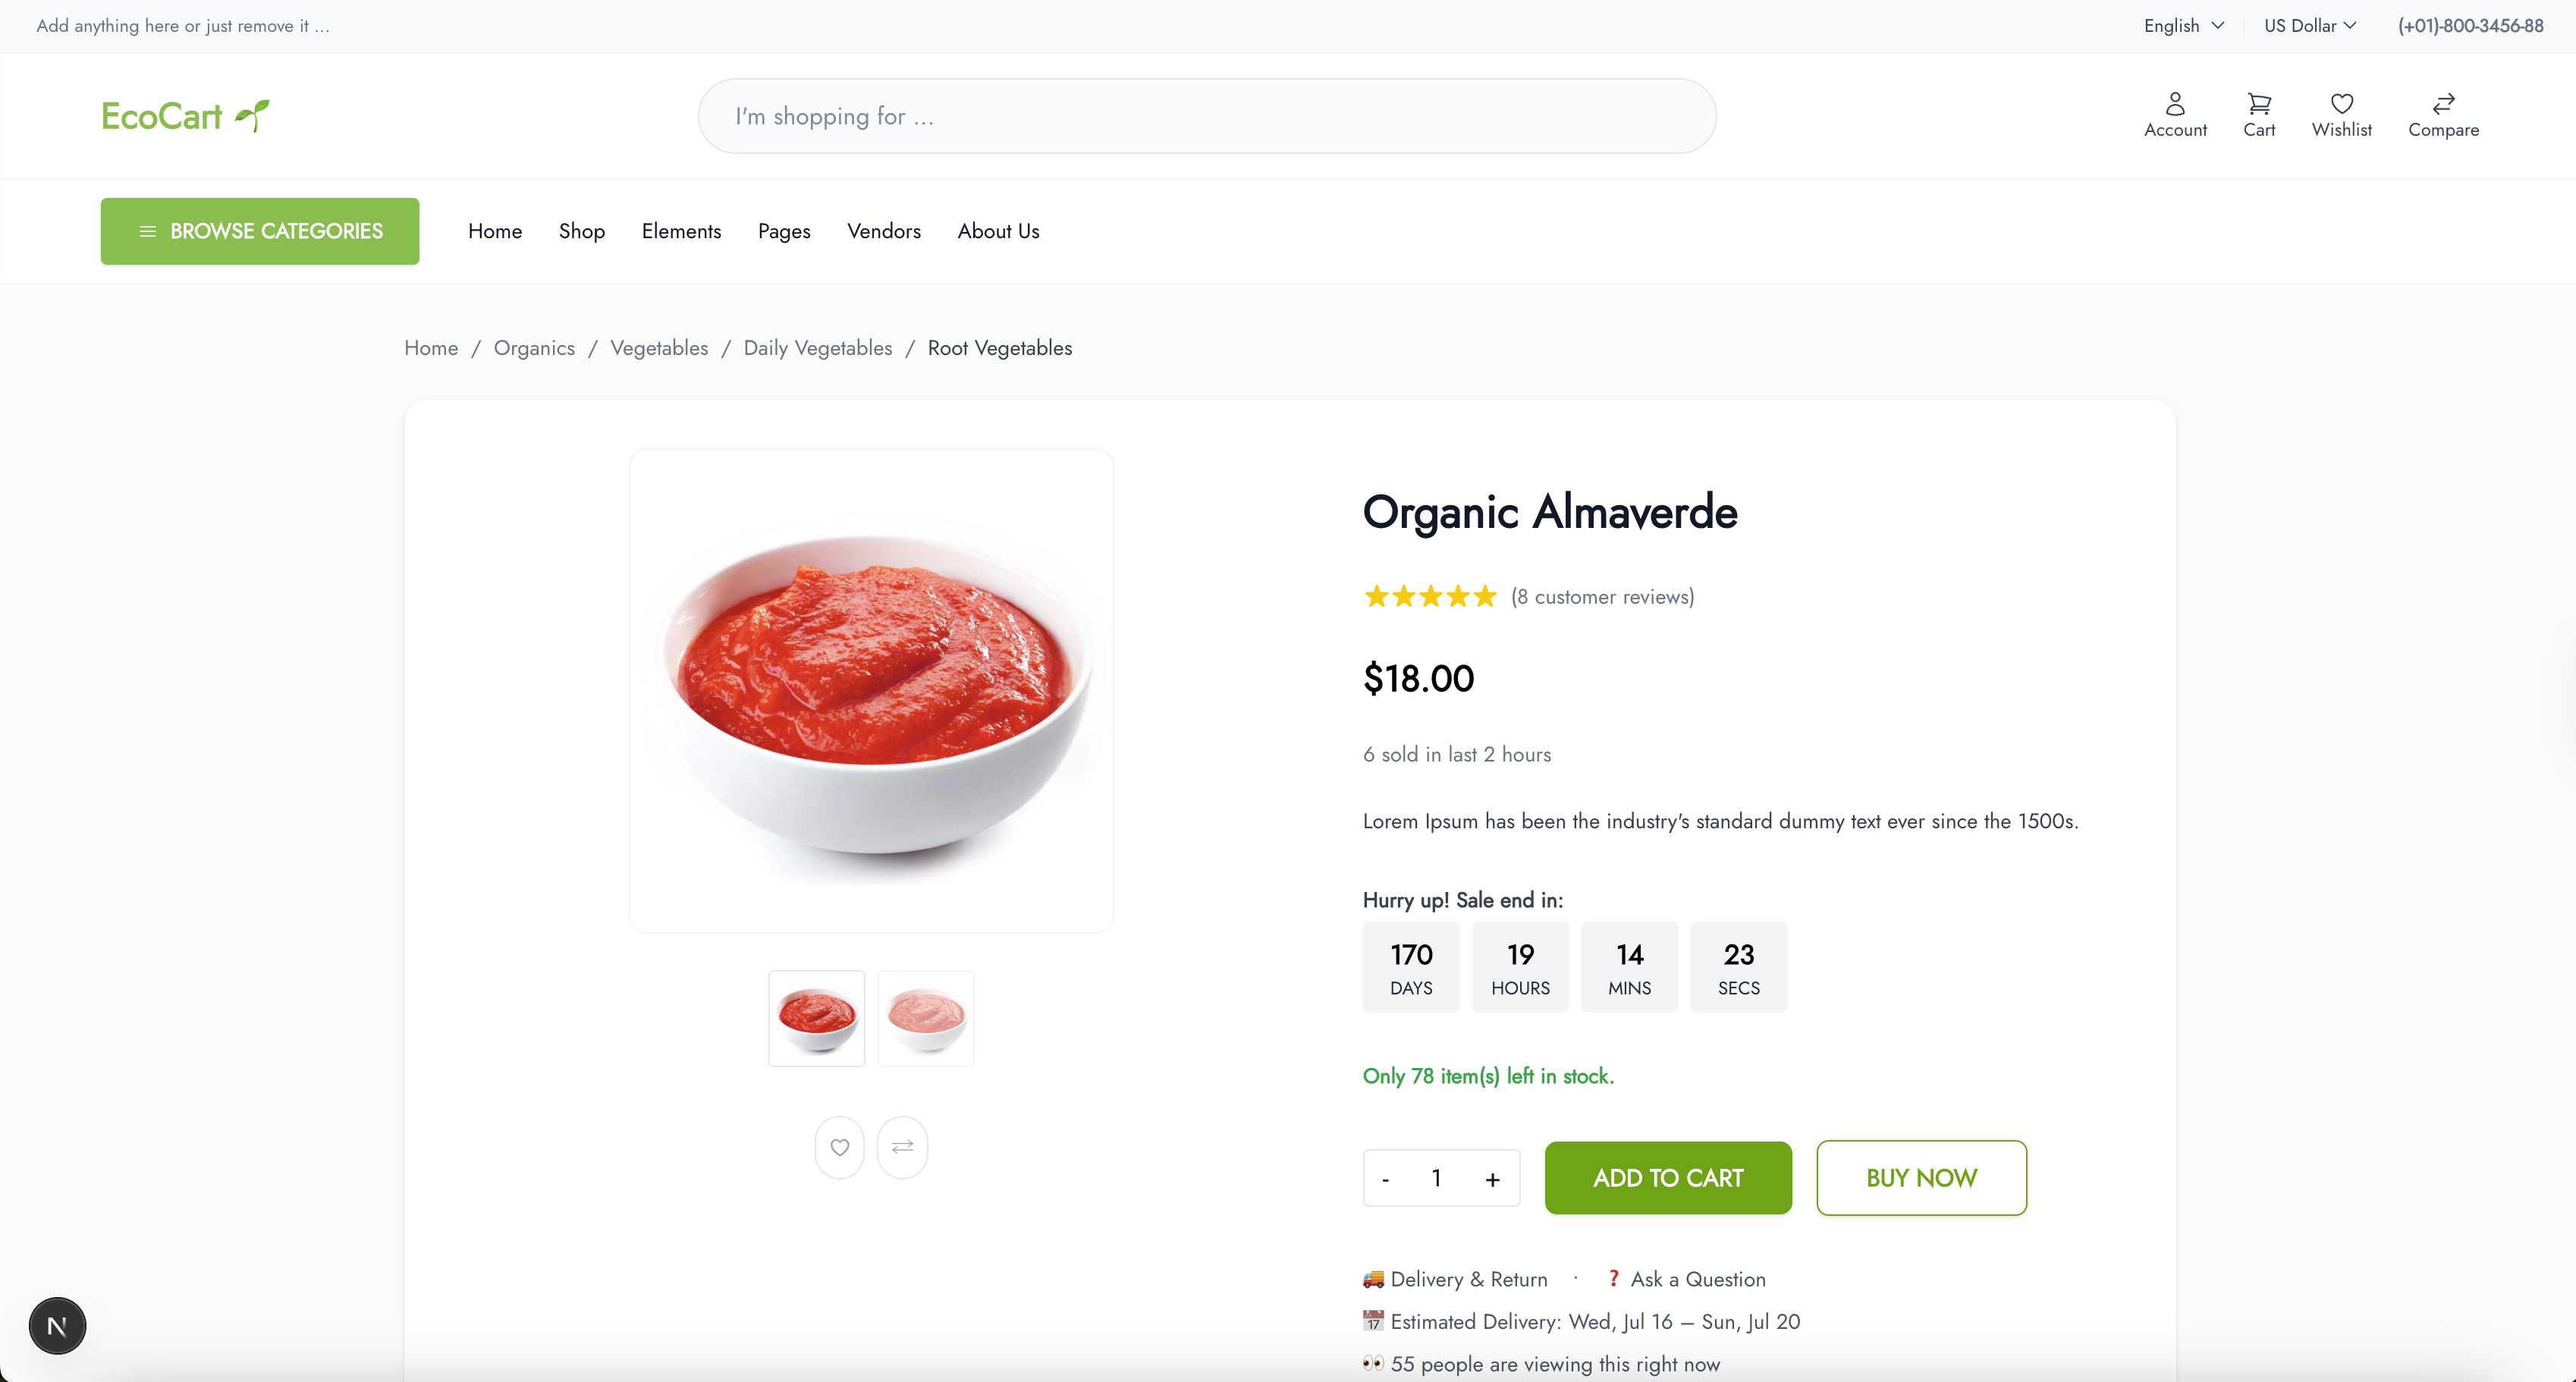 Add anything here or just remove it ...
English
US Dollar
(+01)-800-3456-88
EcoCart
I'm shopping for ...
Account
Cart
Wishlist
Compare
BROWSE CATEGORIES
Home
Shop
Elements
Pages
Vendors
About Us
Home / Organics / Vegetables / Daily Vegetables / Root Vegetables
Organic Almaverde
(8 customer reviews)
$18.00
6 sold in last 2 hours
Lorem Ipsum has been the industry's standard dummy text ever since the 1500s.
Hurry up! Sale end in:
170
DAYS
19
HOURS
14
MINS
23
SECS
Only 78 item(s) left in stock.
- 1 +
ADD TO CART
BUY NOW
🚚 Delivery & Return · ❓ Ask a Question
📅 Estimated Delivery: Wed, Jul 16 – Sun, Jul 20
👀 55 people are viewing this right now
N